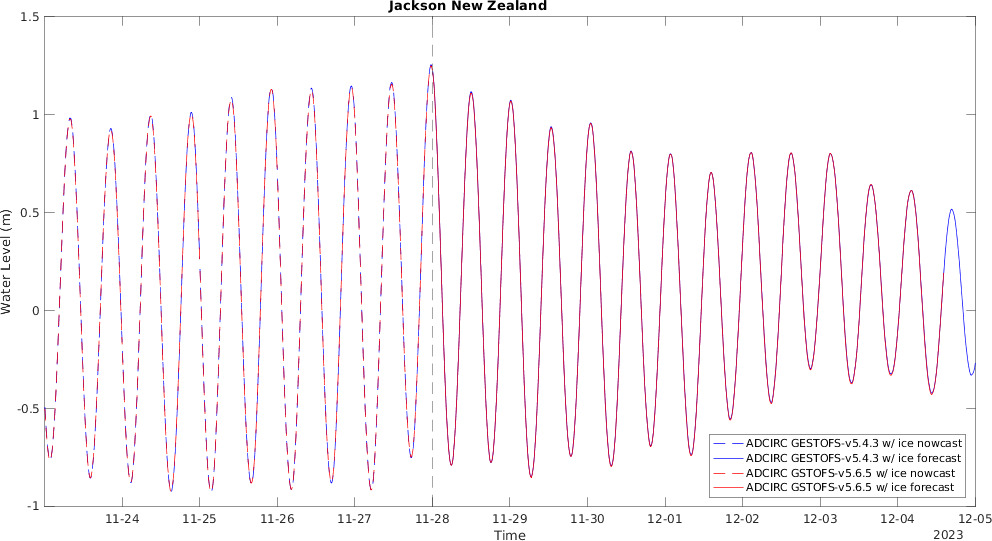 Jackson New Zealand
1.5
1
0.5
0
-0.5
-1
Water Level (m)
ADCIRC GESTOFS-v5.4.3 w/ ice nowcast
ADCIRC GESTOFS-v5.4.3 w/ ice forecast
ADCIRC GSTOFS-v5.6.5 w/ ice nowcast
ADCIRC GSTOFS-v5.6.5 w/ ice forecast
11-24 11-25 11-26 11-27 11-28 11-29 11-30 12-01 12-02 12-03 12-04 12-05
Time
2023